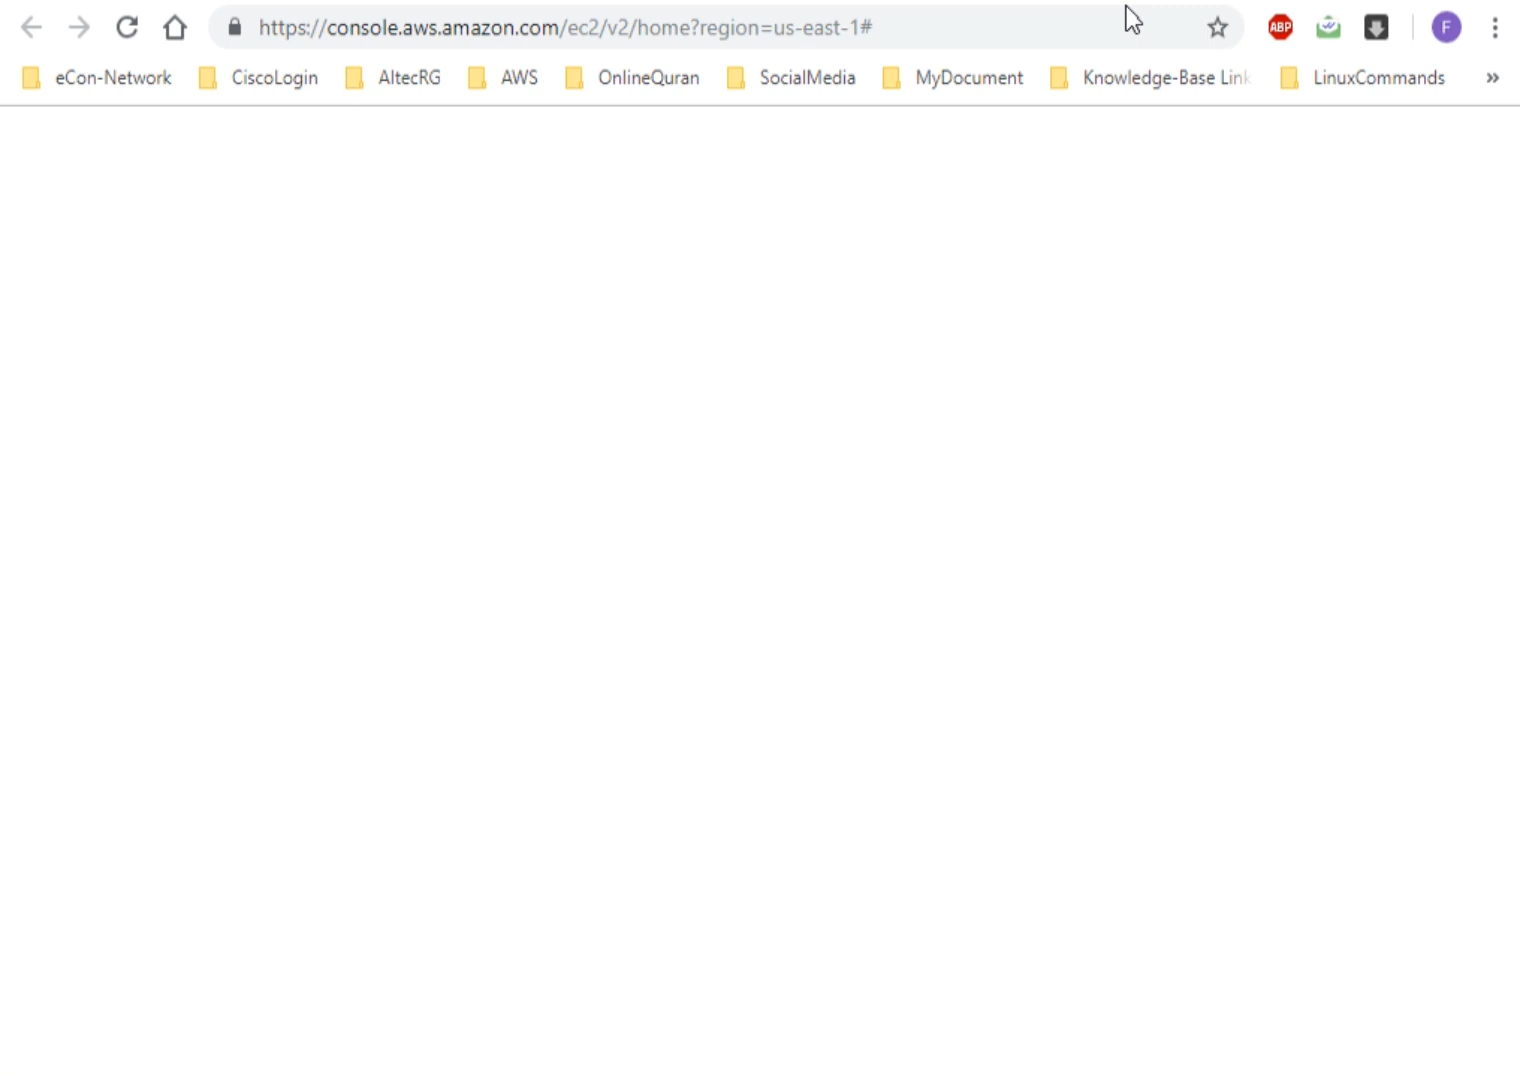 https://console.aws.amazon.com/ec2/v2/home?region=us-east-1#
ABP
F
eCon-Network CiscoLogin AltecRG AWS OnlineQuran SocialMedia MyDocument Knowledge-Base Link LinuxCommands »